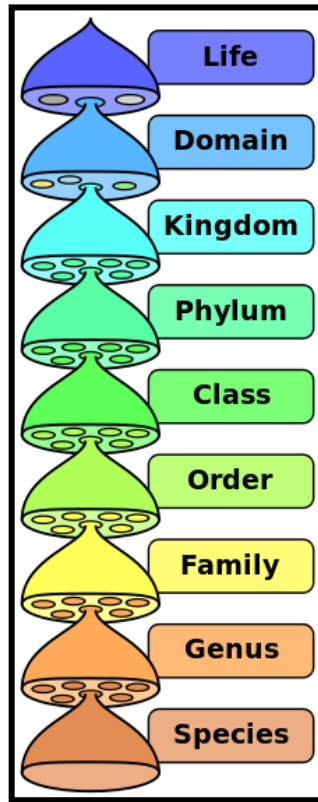 Life
Domain
Kingdom
Phylum
Class
Order
Family
Genus
Species